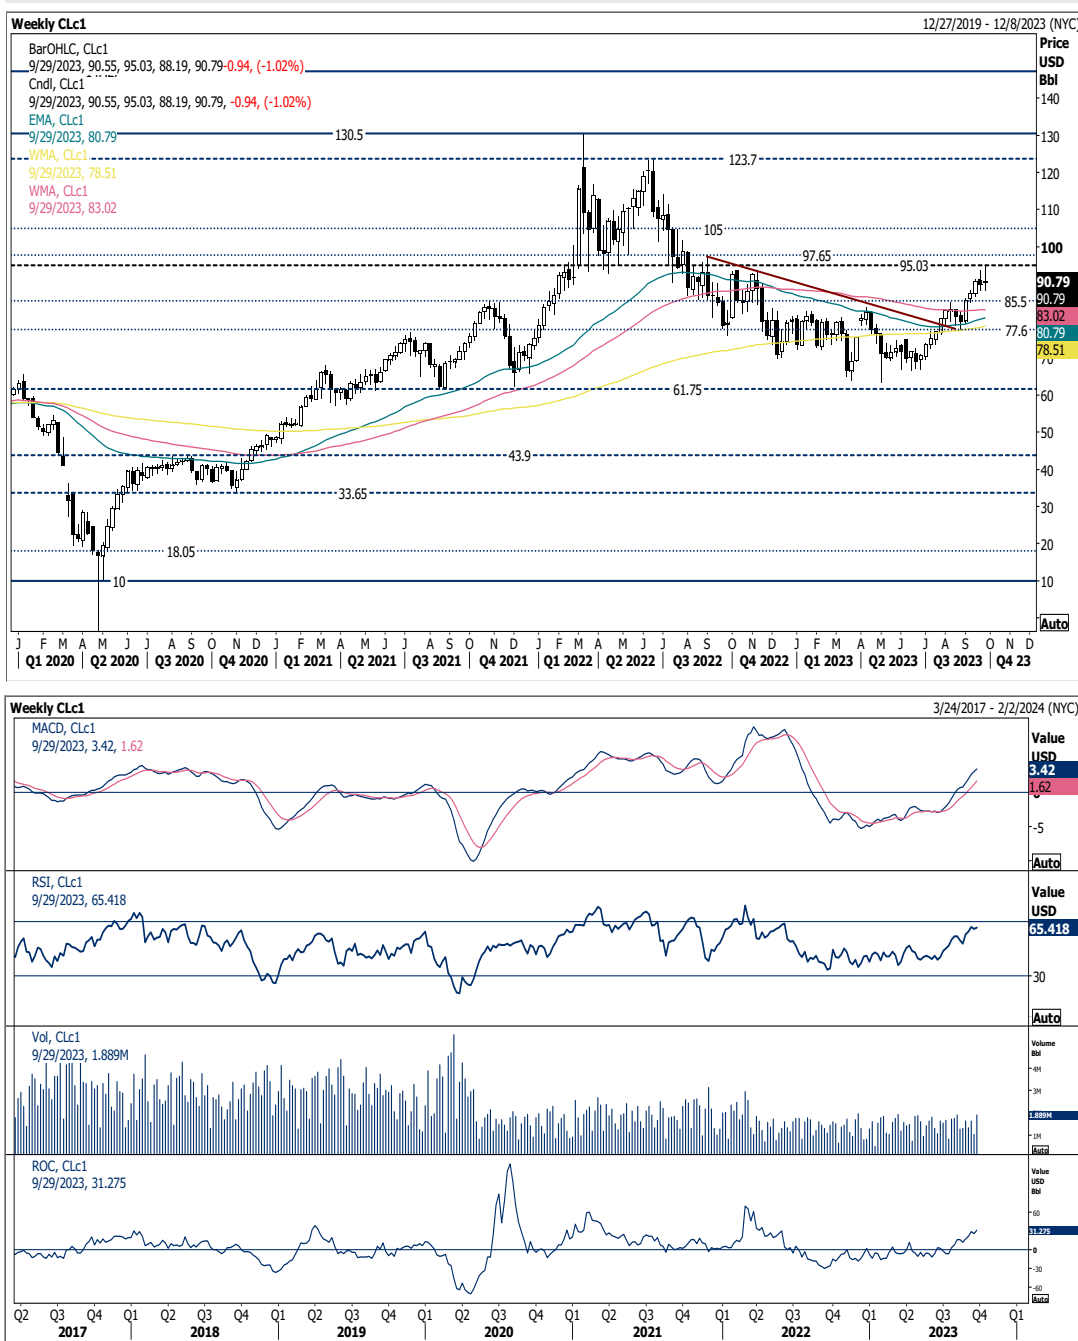 Weekly CLc1
12/27/2019 - 12/8/2023 (NYC)
BarOHLC, CLc1
9/29/2023, 90.55, 95.03, 88.19, 90.79-0.94, (-1.02%)
Cndl, CLc1
9/29/2023, 90.55, 95.03, 88.19, 90.79, -0.94, (-1.02%)
EMA, CLc1
9/29/2023, 80.79
WMA, CLc1
9/29/2023, 78.51
WMA, CLc1
9/29/2023, 83.02
Price
USD
Bbl
140
130
120
110
100
90.79
90.79
83.02
80.79
78.51
70
60
50
40
30
20
10
Auto
130.5
123.7
105
97.65
95.03
85.5
77.6
61.75
43.9
33.65
18.05
10
J F M A M J J A S O N D J F M A M J J A S O N D J F M A M J J A S O N D J F M A M J J A S O N D
Q1 2020 Q2 2020 Q3 2020 Q4 2020 Q1 2021 Q2 2021 Q3 2021 Q4 2021 Q1 2022 Q2 2022 Q3 2022 Q4 2022 Q1 2023 Q2 2023 Q3 2023 Q4 23
Weekly CLc1
3/24/2017 - 2/2/2024 (NYC)
MACD, CLc1
9/29/2023, 3.42, 1.62
Value
USD
3.42
1.62
-5
Auto
RSI, CLc1
9/29/2023, 65.418
Value
USD
65.418
30
Auto
Vol, CLc1
9/29/2023, 1.889M
Volume
Bbl
4M
3M
1.889M
1M
Auto
ROC, CLc1
9/29/2023, 31.275
Value
USD
Bbl
60
31.275
0
-30
-60
Auto
Q2 Q3 Q4 Q1 Q2 Q3 Q4 Q1 Q2 Q3 Q4 Q1 Q2 Q3 Q4 Q1 Q2 Q3 Q4 Q1 Q2 Q3 Q4 Q1 Q2 Q3 Q4 Q1
2017 2018 2019 2020 2021 2022 2023